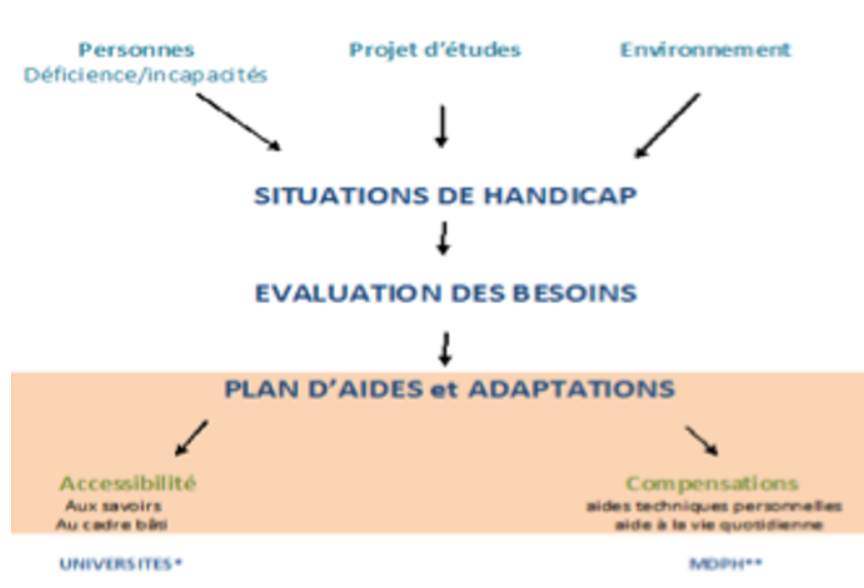 Personnes
Déficience/incapacités
Projet d'études
Environnement
SITUATIONS DE HANDICAP
EVALUATION DES BESOINS
PLAN D'AIDES et ADAPTATIONS
Accessibilité
Aux savoirs
Au cadre bâti
Compensations
aides techniques personnelles
aide à la vie quotidienne
UNIVERSITES*
MDPH**